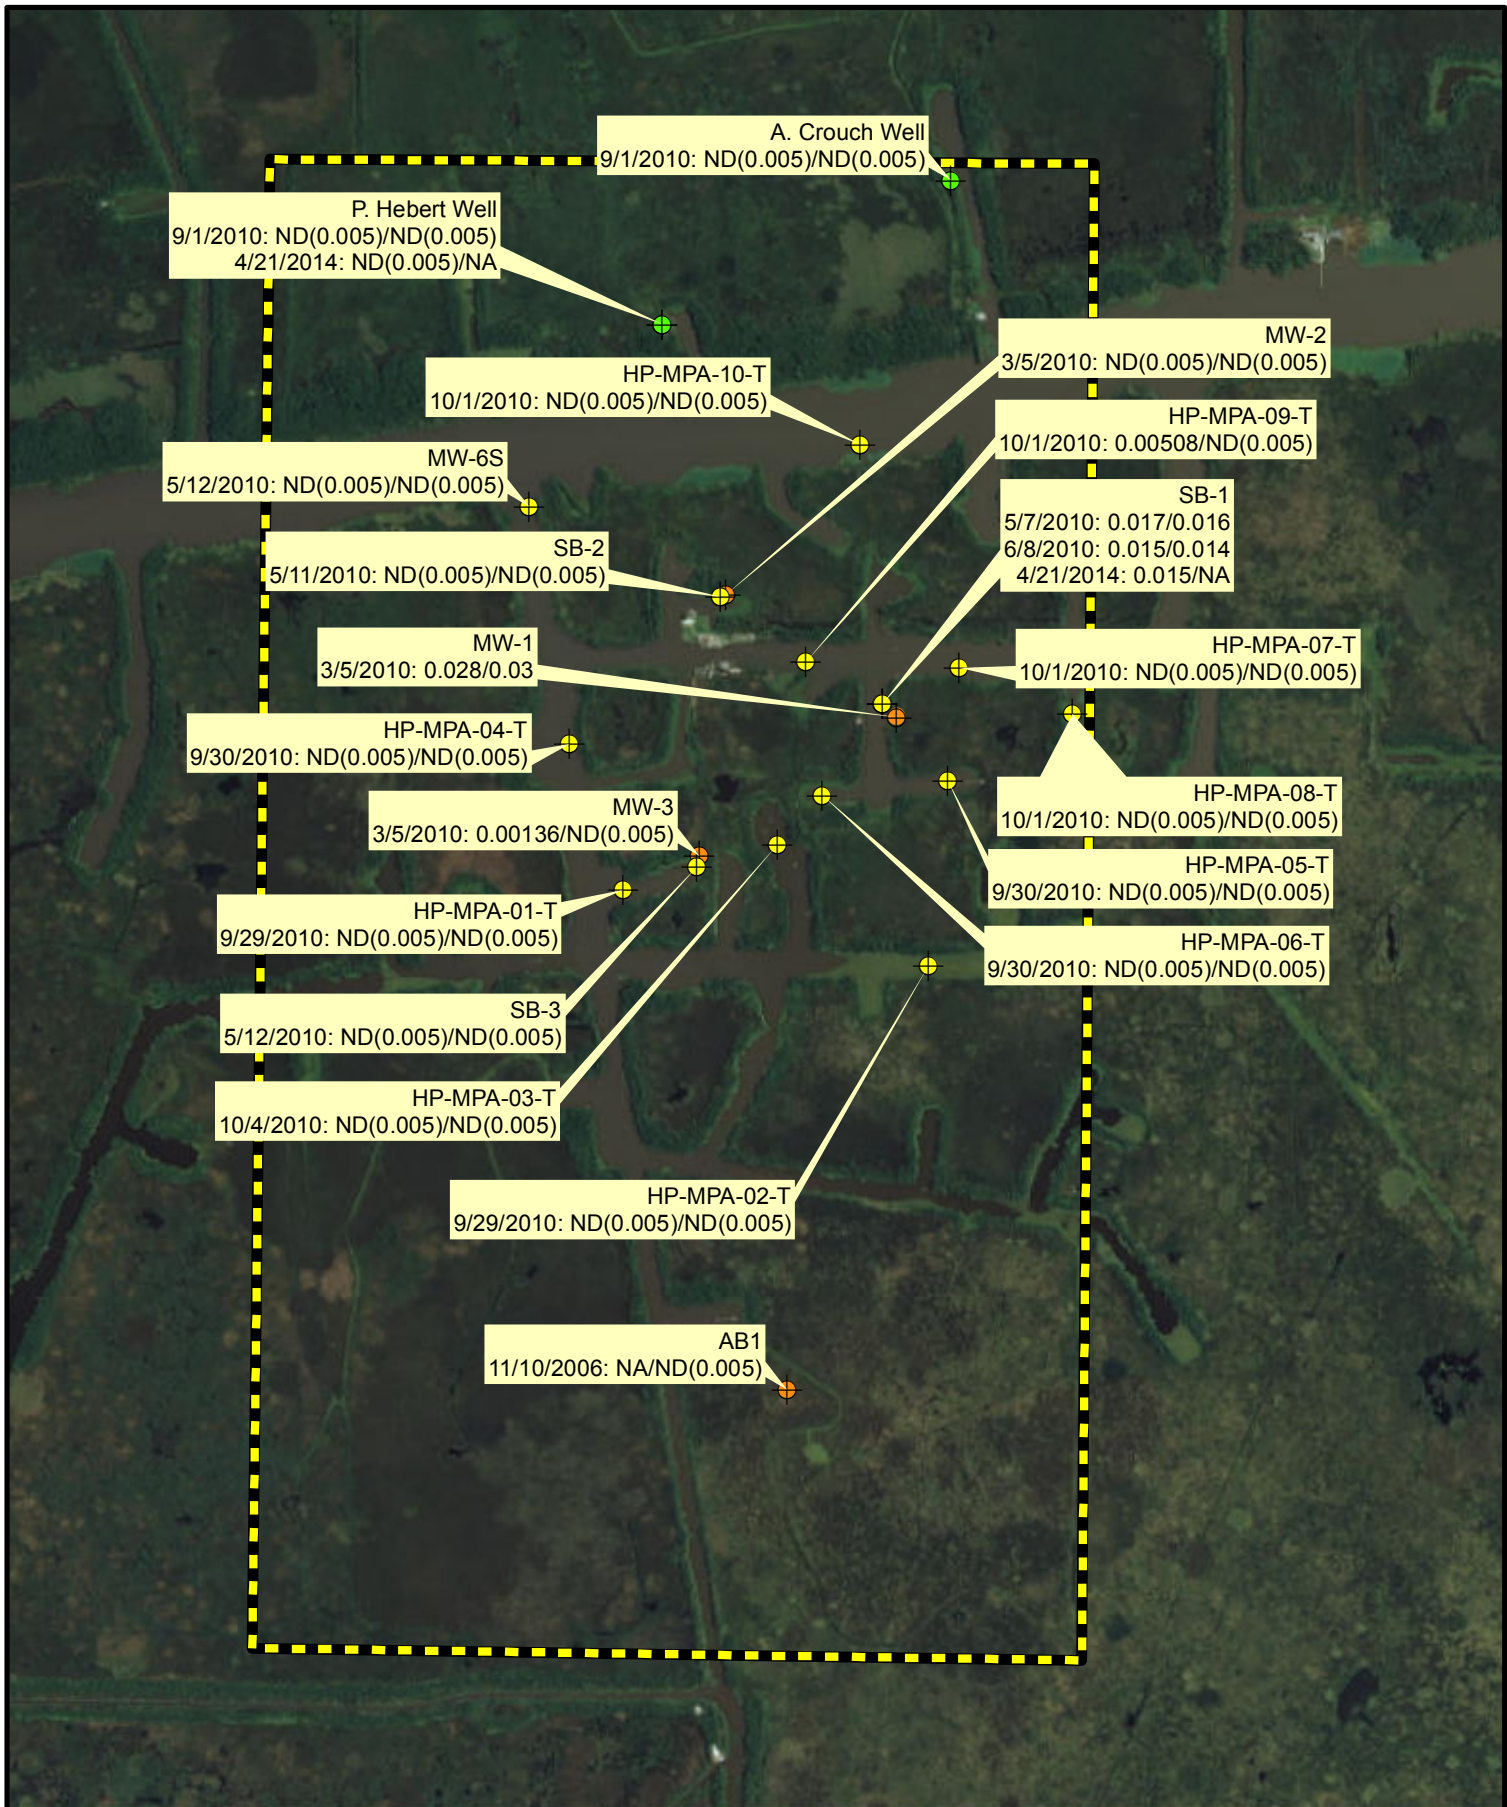 A. Crouch Well
9/1/2010: ND(0.005)/ND(0.005)
P. Hebert Well
9/1/2010: ND(0.005)/ND(0.005)
4/21/2014: ND(0.005)/NA
MW-2
3/5/2010: ND(0.005)/ND(0.005)
HP-MPA-10-T
10/1/2010: ND(0.005)/ND(0.005)
HP-MPA-09-T
10/1/2010: 0.00508/ND(0.005)
MW-6S
5/12/2010: ND(0.005)/ND(0.005)
SB-1
5/7/2010: 0.017/0.016
6/8/2010: 0.015/0.014
4/21/2014: 0.015/NA
SB-2
5/11/2010: ND(0.005)/ND(0.005)
MW-1
3/5/2010: 0.028/0.03
HP-MPA-07-T
10/1/2010: ND(0.005)/ND(0.005)
HP-MPA-04-T
9/30/2010: ND(0.005)/ND(0.005)
HP-MPA-08-T
10/1/2010: ND(0.005)/ND(0.005)
MW-3
3/5/2010: 0.00136/ND(0.005)
HP-MPA-05-T
9/30/2010: ND(0.005)/ND(0.005)
HP-MPA-01-T
9/29/2010: ND(0.005)/ND(0.005)
HP-MPA-06-T
9/30/2010: ND(0.005)/ND(0.005)
SB-3
5/12/2010: ND(0.005)/ND(0.005)
HP-MPA-03-T
10/4/2010: ND(0.005)/ND(0.005)
HP-MPA-02-T
9/29/2010: ND(0.005)/ND(0.005)
AB1
11/10/2006: NA/ND(0.005)